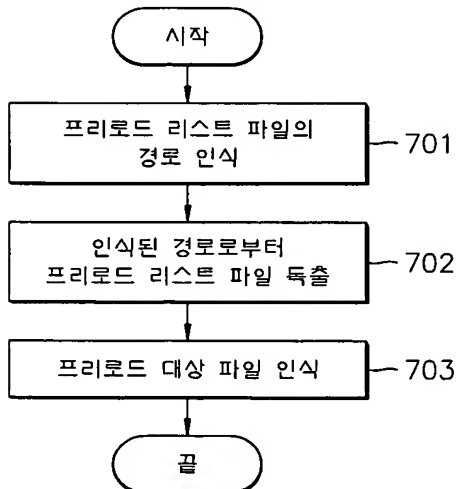 시작
프리로드 리스트 파일의
경로 인식
701
인식된 경로로부터
프리로드 리스트 파일 독출
702
프리로드 대상 파일 인식
703
끝